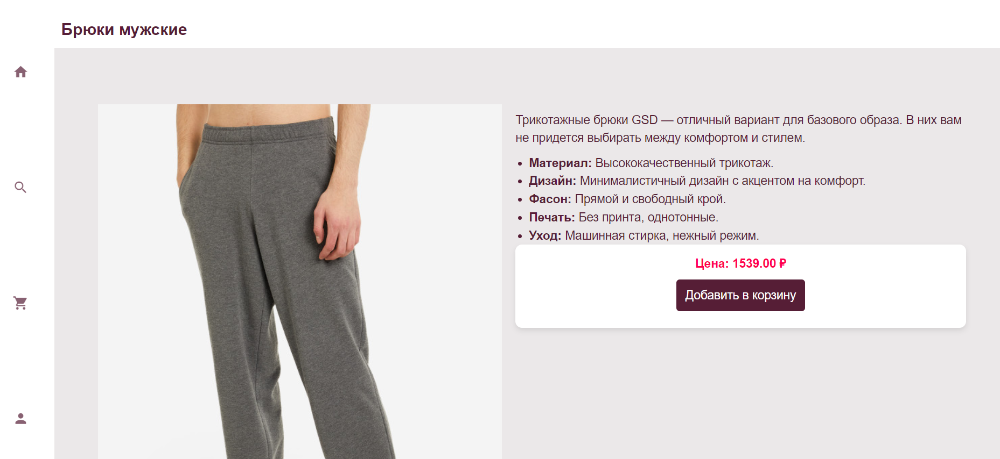 Брюки мужские
Трикотажные брюки GSD — отличный вариант для базового образа. В них вам
не придется выбирать между комфортом и стилем.
• Материал: Высококачественный трикотаж.
• Дизайн: Минималистичный дизайн с акцентом на комфорт.
• Фасон: Прямой и свободный крой.
• Печать: Без принта, однотонные.
• Уход: Машинная стирка, нежный режим.
Цена: 1539.00 ₽
Добавить в корзину